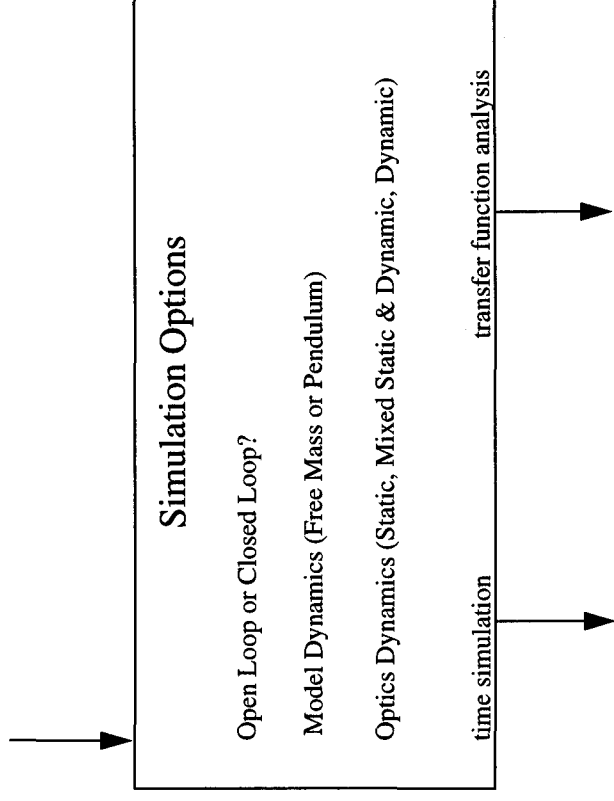 Simulation Options
Open Loop or Closed Loop?
Model Dynamics (Free Mass or Pendulum)
Optics Dynamics (Static, Mixed Static & Dynamic, Dynamic)
time simulation
transfer function analysis